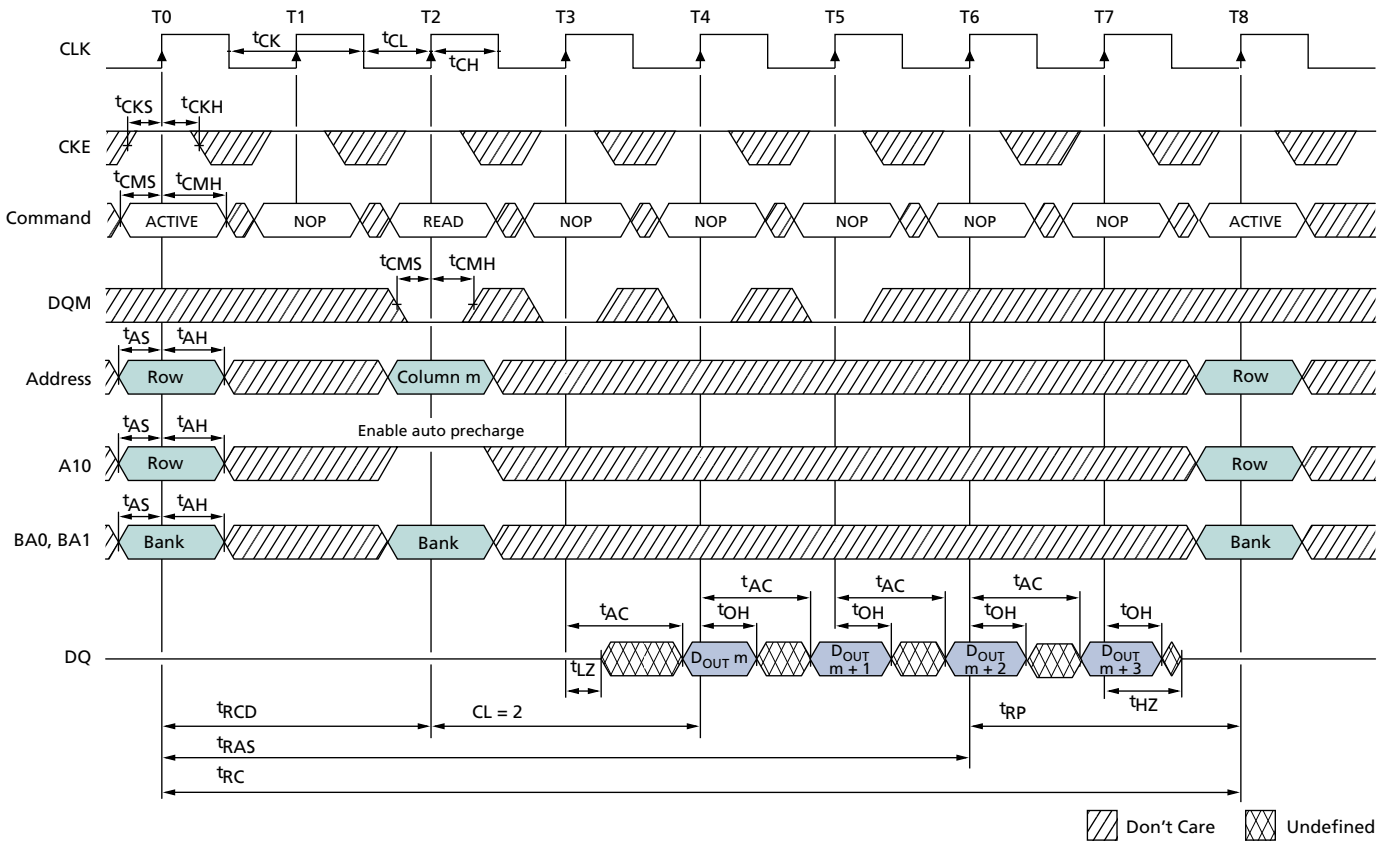 T0 T1 T2 T3 T4 T5 T6 T7 T8
CLK tCK tCL tCH
tCKS tCKH
CKE
tCMS tCMH
Command ACTIVE NOP READ NOP NOP NOP NOP NOP ACTIVE
tCMS tCMH
DQM
tAS tAH
Address Row Column m Row
tAS tAH Enable auto precharge
A10 Row Row
tAS tAH
BA0, BA1 Bank Bank Bank
tAC tAC tAC
tAC tOH tOH tOH tOH
DQ DOUT m DOUT m + 1 DOUT m + 2 DOUT m + 3
tLZ tHZ
tRCD CL = 2 tRP
tRAS
tRC
Don't Care Undefined